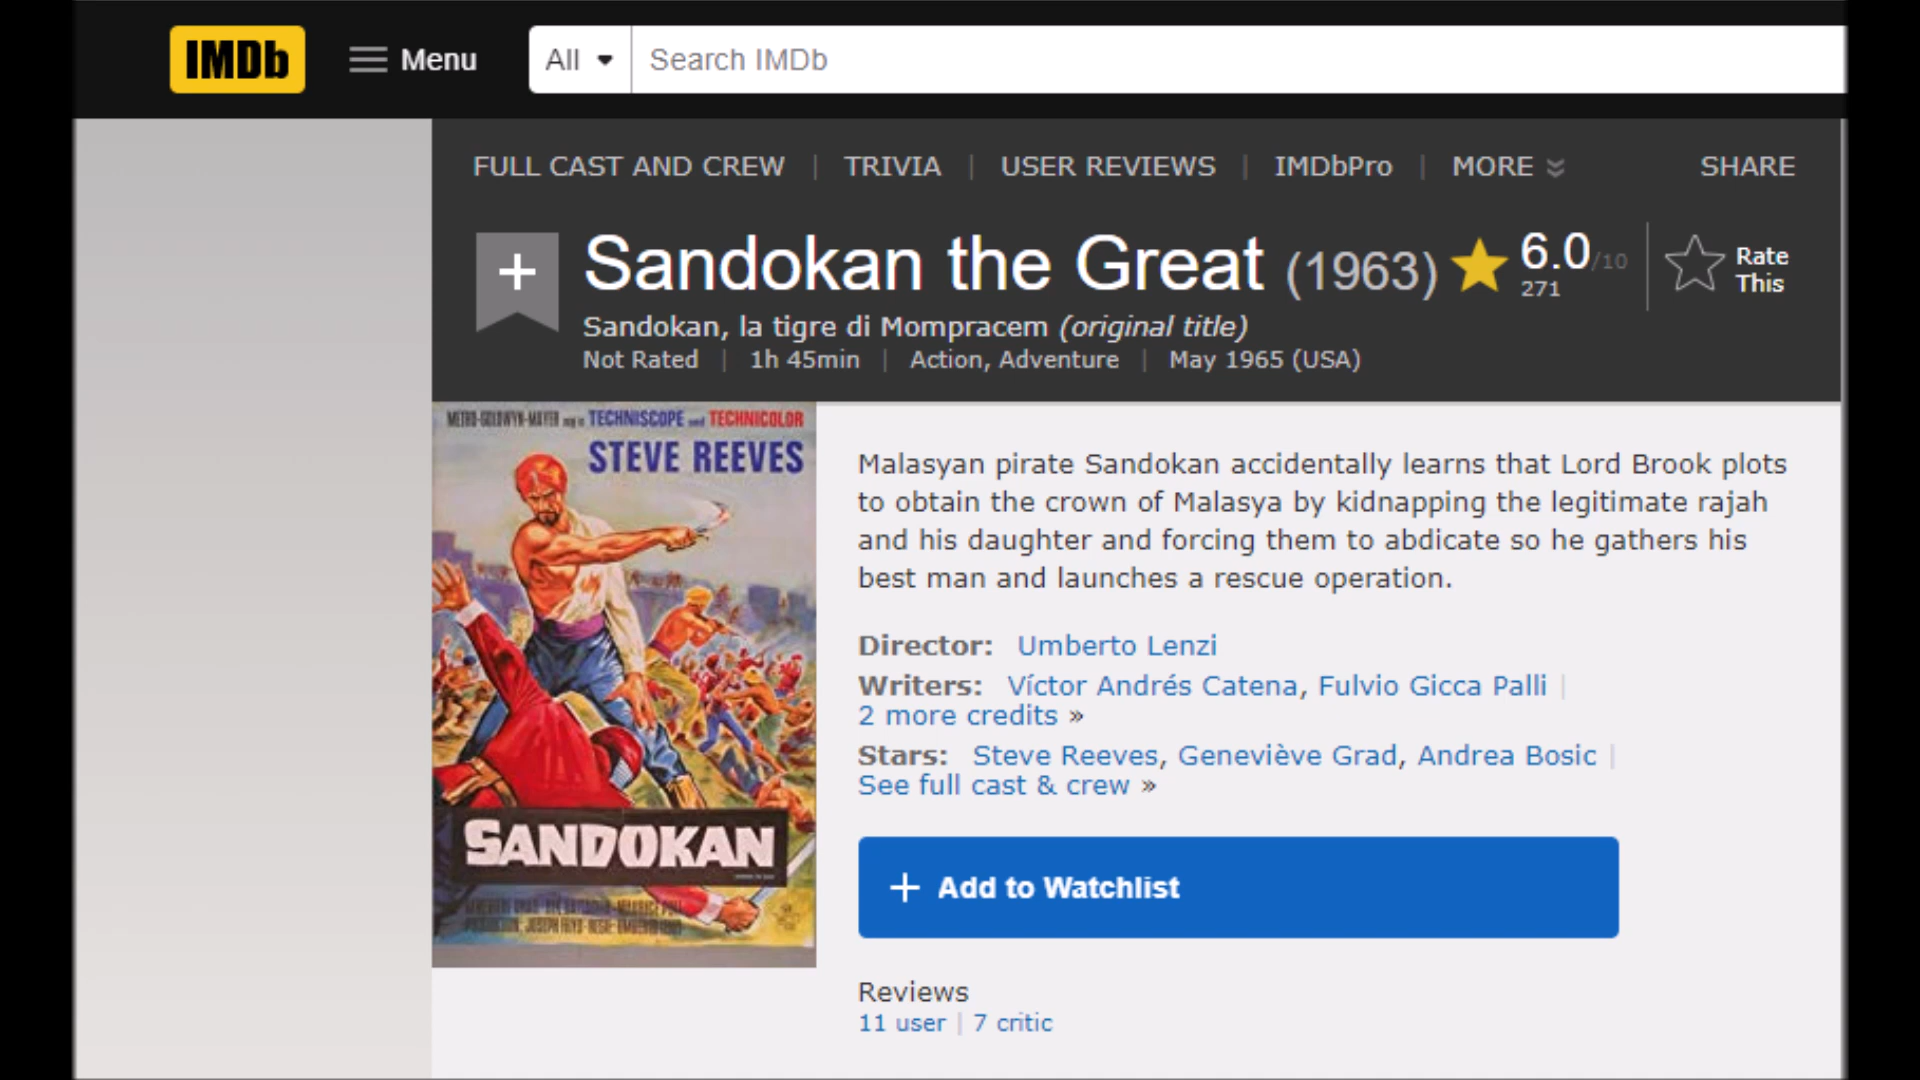 IMDb
Menu
All
Search IMDb
FULL CAST AND CREW | TRIVIA | USER REVIEWS | IMDbPro | MORE
SHARE
+ Sandokan the Great (1963)
6.0/10
271
Rate This
Sandokan, la tigre di Mompracem (original title)
Not Rated | 1h 45min | Action, Adventure | May 1965 (USA)
METRO-GOLDWYN-MAYER TECHNISCOPE and TECHNICOLOR
STEVE REEVES
SANDOKAN
Malasyan pirate Sandokan accidentally learns that Lord Brook plots
to obtain the crown of Malasya by kidnapping the legitimate rajah
and his daughter and forcing them to abdicate so he gathers his
best man and launches a rescue operation.
Director: Umberto Lenzi
Writers: Víctor Andrés Catena, Fulvio Gicca Palli |
2 more credits »
Stars: Steve Reeves, Geneviève Grad, Andrea Bosic |
See full cast & crew »
+ Add to Watchlist
Reviews
11 user | 7 critic